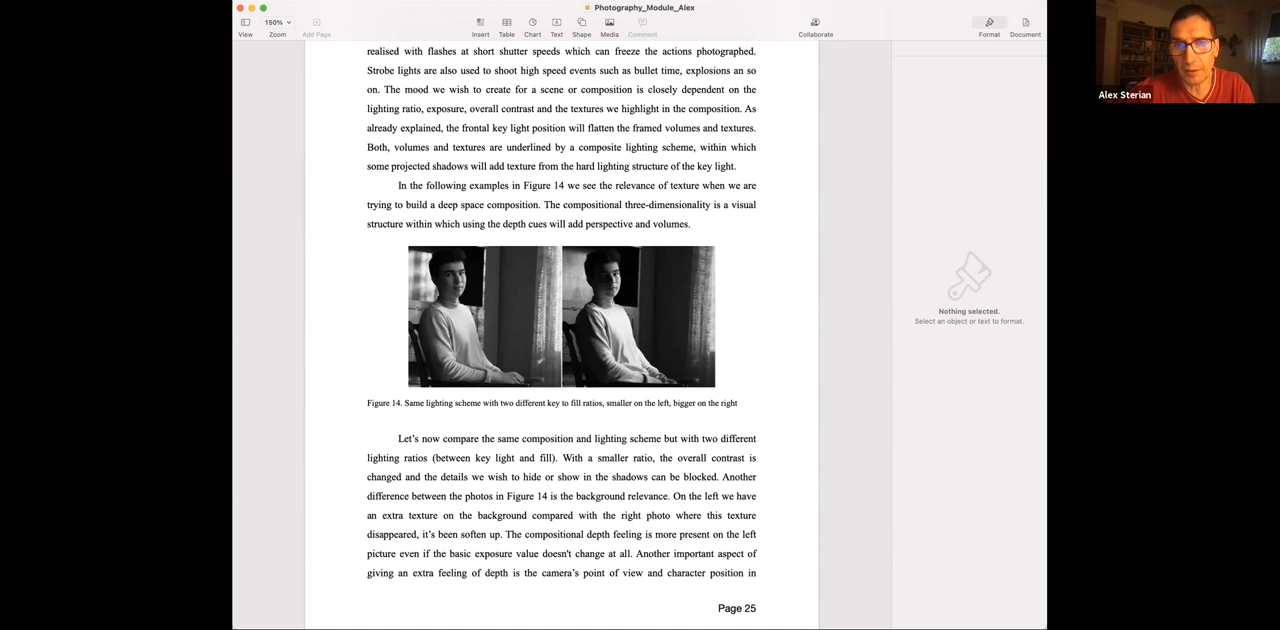 Photography_Module_Alex
150%
View
Zoom
Add Page
Insert
Table
Chart
Text
Shape
Media
Comment
Collaborate
Format
Document
Alex Sterian
realised with flashes at short shutter speeds which can freeze the actions photographed.
Strobe lights are also used to shoot high speed events such as bullet time, explosions an so
on. The mood we wish to create for a scene or composition is closely dependent on the
lighting ratio, exposure, overall contrast and the textures we highlight in the composition. As
already explained, the frontal key light position will flatten the framed volumes and textures.
Both, volumes and textures are underlined by a composite lighting scheme, within which
some projected shadows will add texture from the hard lighting structure of the key light.
In the following examples in Figure 14 we see the relevance of texture when we are
trying to build a deep space composition. The compositional three-dimensionality is a visual
structure within which using the depth cues will add perspective and volumes.
Figure 14. Same lighting scheme with two different key to fill ratios, smaller on the left, bigger on the right
Let's now compare the same composition and lighting scheme but with two different
lighting ratios (between key light and fill). With a smaller ratio, the overall contrast is
changed and the details we wish to hide or show in the shadows can be blocked. Another
difference between the photos in Figure 14 is the background relevance. On the left we have
an extra texture on the background compared with the right photo where this texture
disappeared, it's been soften up. The compositional depth feeling is more present on the left
picture even if the basic exposure value doesn't change at all. Another important aspect of
giving an extra feeling of depth is the camera's point of view and character position in
Page 25
Nothing selected.
Select an object or text to format.